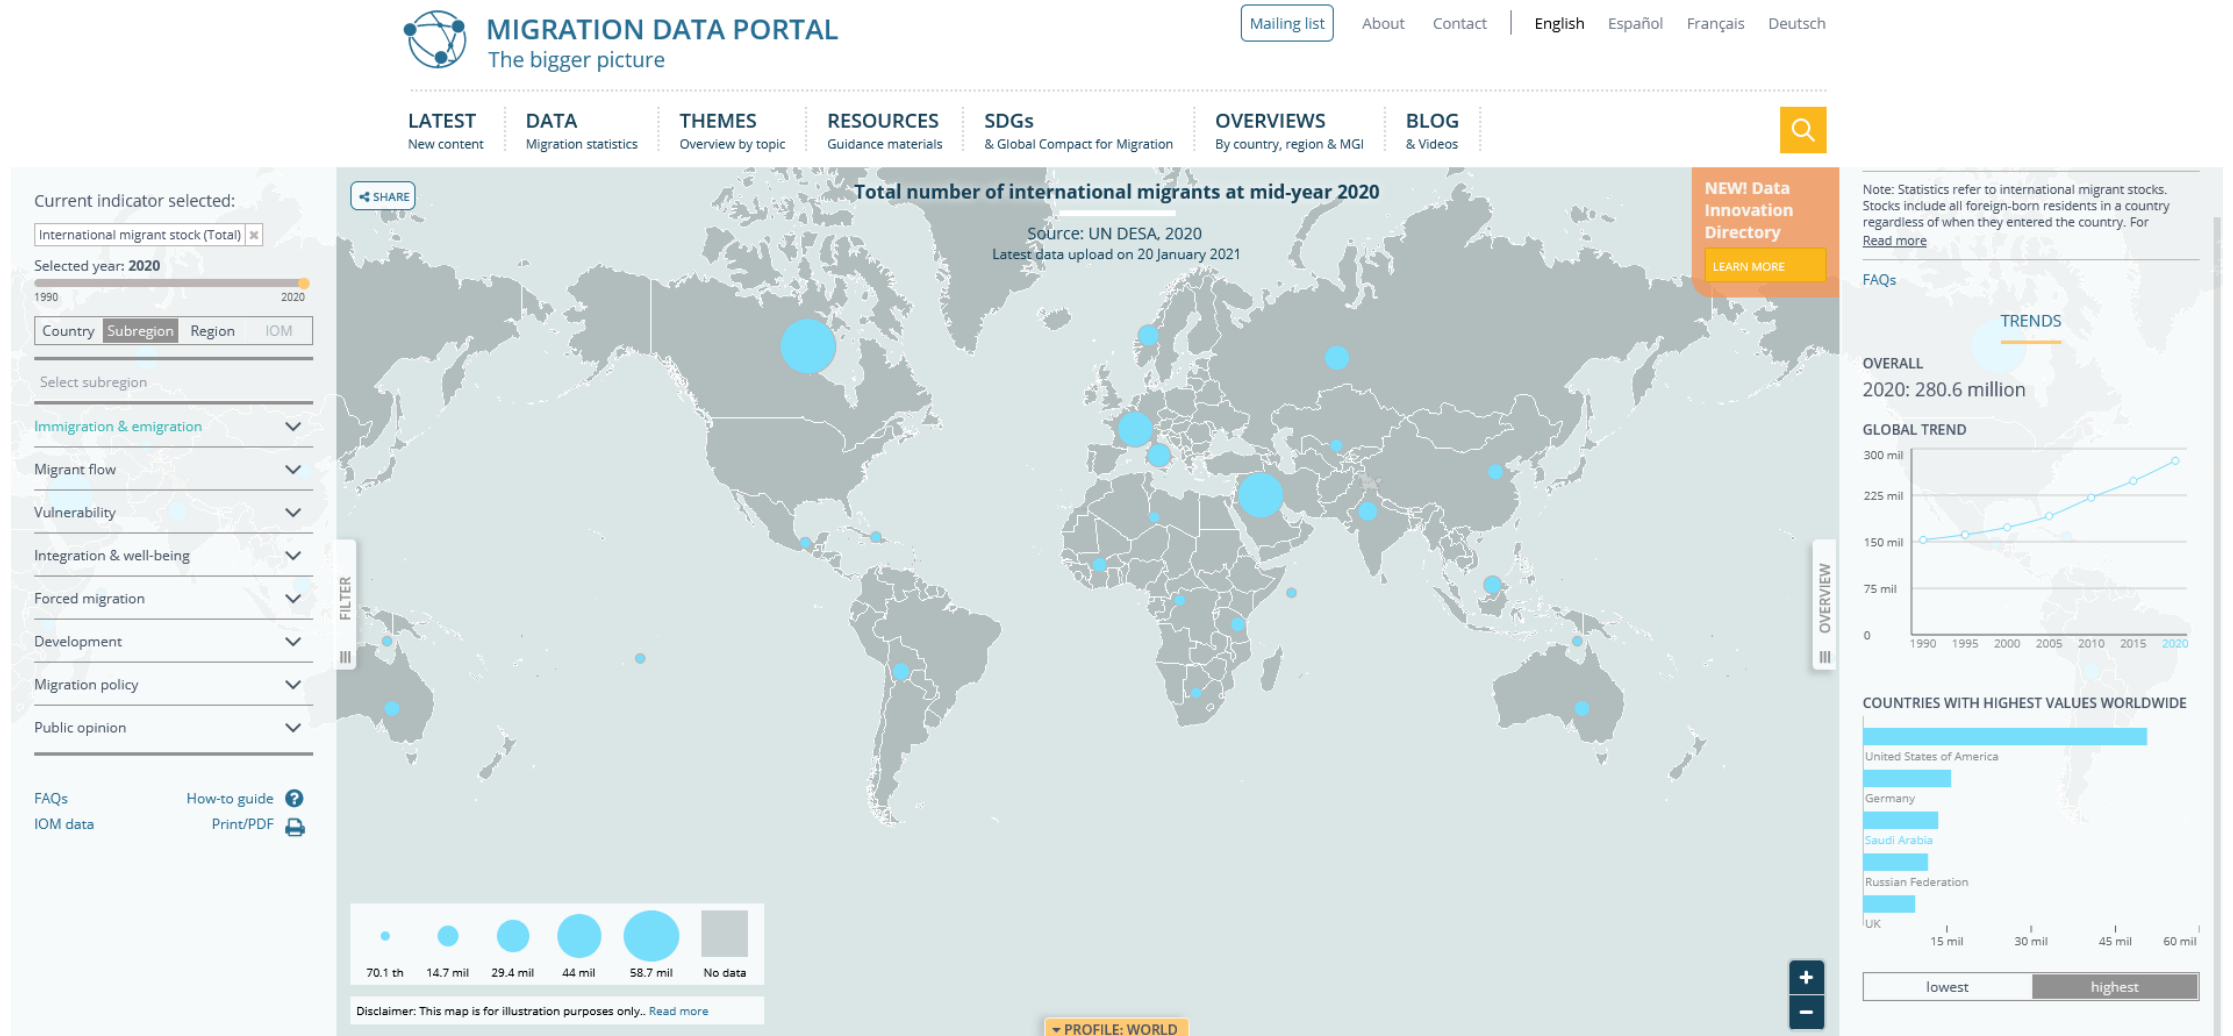 MIGRATION DATA PORTAL
The bigger picture
Mailing list About Contact English Español Français Deutsch
LATEST
New content
DATA
Migration statistics
THEMES
Overview by topic
RESOURCES
Guidance materials
SDGs
& Global Compact for Migration
OVERVIEWS
By country, region & MGI
BLOG
& Videos
Current indicator selected:
International migrant stock (Total)
Selected year: 2020
1990 2020
Country Subregion Region IOM
Select subregion
Immigration & emigration
Migrant flow
Vulnerability
Integration & well-being
Forced migration
Development
Migration policy
Public opinion
FAQs How-to guide ?
IOM data Print/PDF
FILTER
SHARE
Total number of international migrants at mid-year 2020
Source: UN DESA, 2020
Latest data upload on 20 January 2021
NEW! Data
Innovation
Directory
LEARN MORE
70.1 th 14.7 mil 29.4 mil 44 mil 58.7 mil No data
Disclaimer: This map is for illustration purposes only.. Read more
PROFILE: WORLD
+
−
OVERVIEW
Note: Statistics refer to international migrant stocks.
Stocks include all foreign-born residents in a country
regardless of when they entered the country. For
Read more
FAQs
TRENDS
OVERALL
2020: 280.6 million
GLOBAL TREND
300 mil
225 mil
150 mil
75 mil
0
1990 1995 2000 2005 2010 2015 2020
COUNTRIES WITH HIGHEST VALUES WORLDWIDE
United States of America
Germany
Saudi Arabia
Russian Federation
UK
15 mil 30 mil 45 mil 60 mil
lowest highest